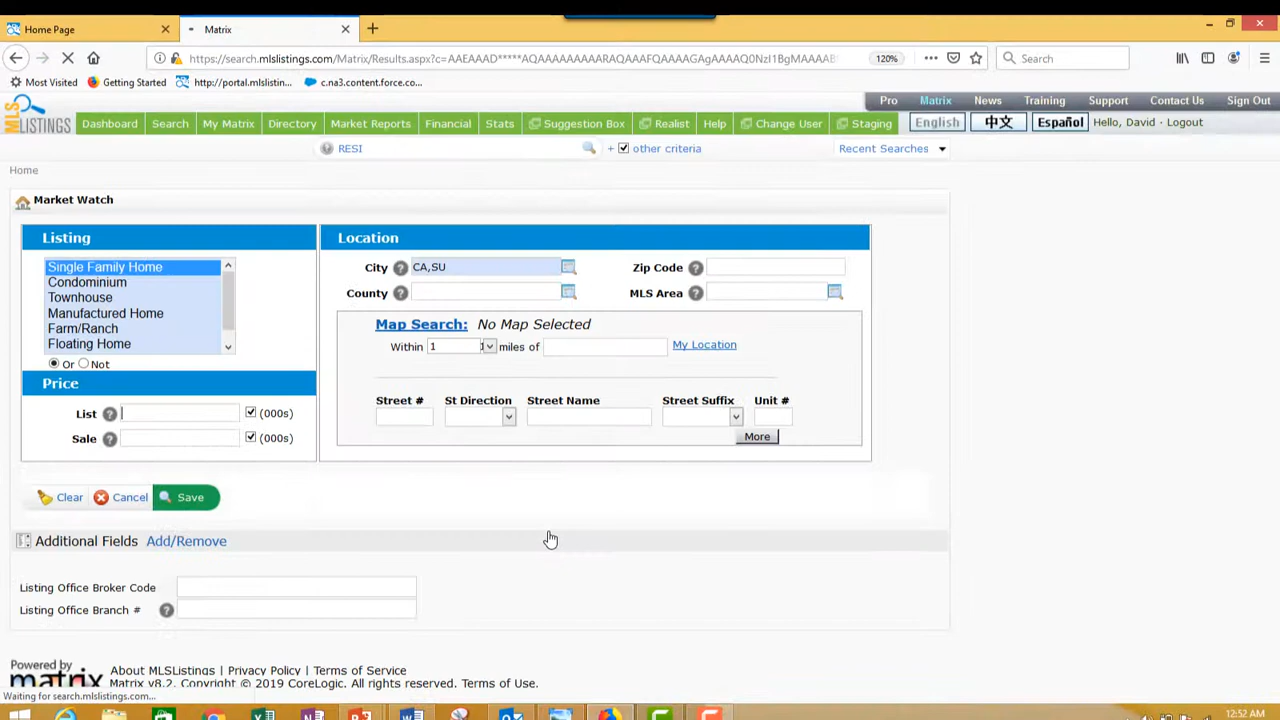 Home Page
Matrix
https://search.mlslistings.com/Matrix/Results.aspx?c=AAEAAAD*****AQAAAAAAAAARAQAAAFQAAAAGAgAAAAQ0NzI1BgMAAAAB
120%
Search
Most Visited
Getting Started
http://portal.mlslistin...
c.na3.content.force.co...
Pro
Matrix
News
Training
Support
Contact Us
Sign Out
MLS LISTINGS
Dashboard
Search
My Matrix
Directory
Market Reports
Financial
Stats
Suggestion Box
Realist
Help
Change User
Staging
English
中文
Español
Hello, David · Logout
RESI
+ other criteria
Recent Searches
Home
Market Watch
Listing
Single Family Home
Condominium
Townhouse
Manufactured Home
Farm/Ranch
Floating Home
Or Not
Price
List (000s)
Sale (000s)
Location
City CA,SU
Zip Code
County
MLS Area
Map Search: No Map Selected
Within 1 miles of My Location
Street # St Direction Street Name Street Suffix Unit #
More
Clear Cancel Save
Additional Fields Add/Remove
Listing Office Broker Code
Listing Office Branch #
Powered by
matrix
About MLSListings | Privacy Policy | Terms of Service
Matrix v8.2. Copyright © 2019 CoreLogic. All rights reserved. Terms of Use.
Waiting for search.mlslistings.com...
12:52 AM